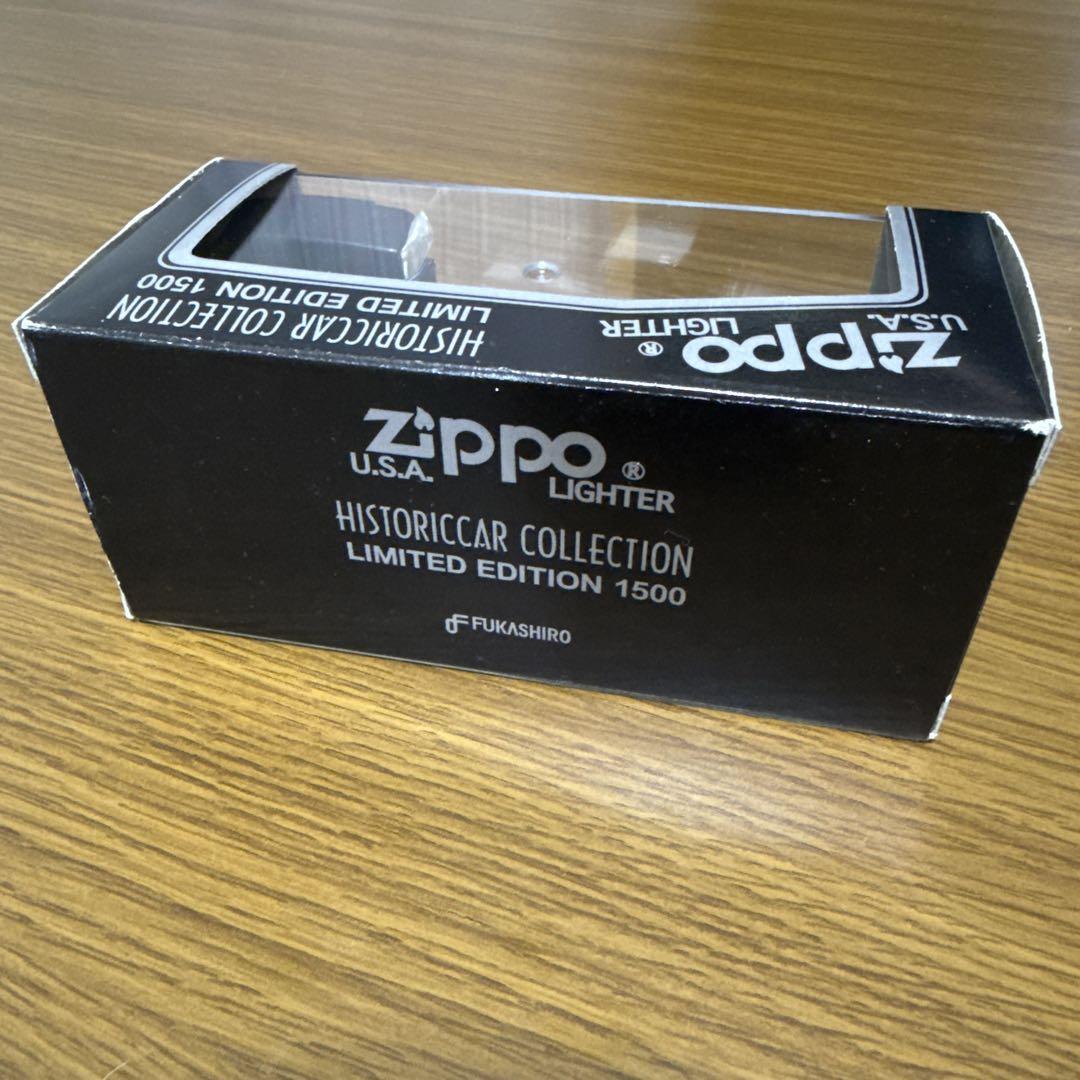 HISTORICCAR COLLECTION
LIMITED EDITION 1500
Zippo®
U.S.A. LIGHTER
Zippo®
U.S.A. LIGHTER
HISTORICCAR COLLECTION
LIMITED EDITION 1500
FUKASHIRO